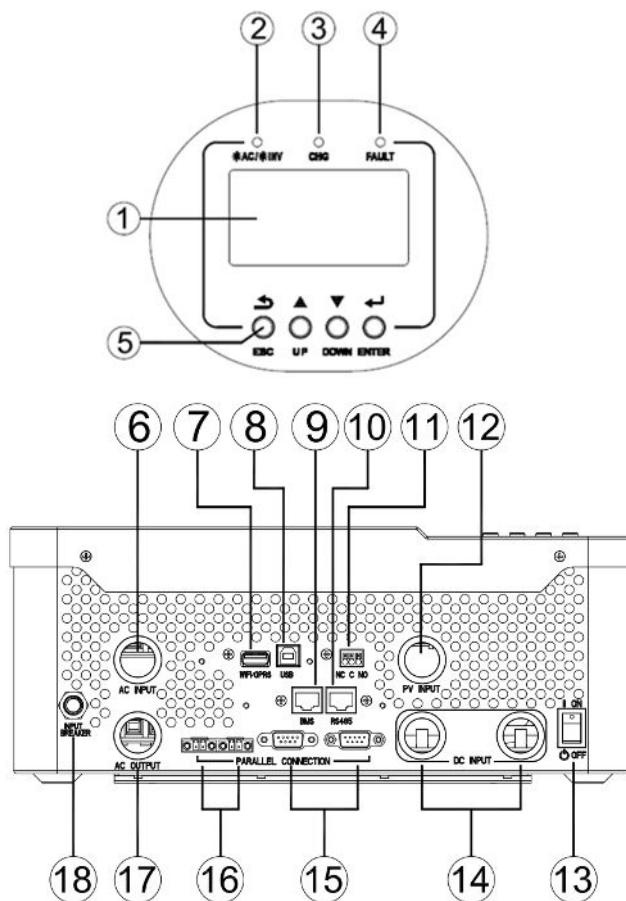 ② ③ ④
☀AC/☀INV CHG FAULT
①
⑤
ESC UP DOWN ENTER
⑥ ⑦ ⑧ ⑨ ⑩ ⑪ ⑫
WIFI/GPRS USB NC C NO
AC INPUT PV INPUT
I ON
BMS RS485
INPUT
BREAKER
AC OUTPUT PARALLEL CONNECTION DC INPUT OFF
⑱ ⑰ ⑯ ⑮ ⑭ ⑬